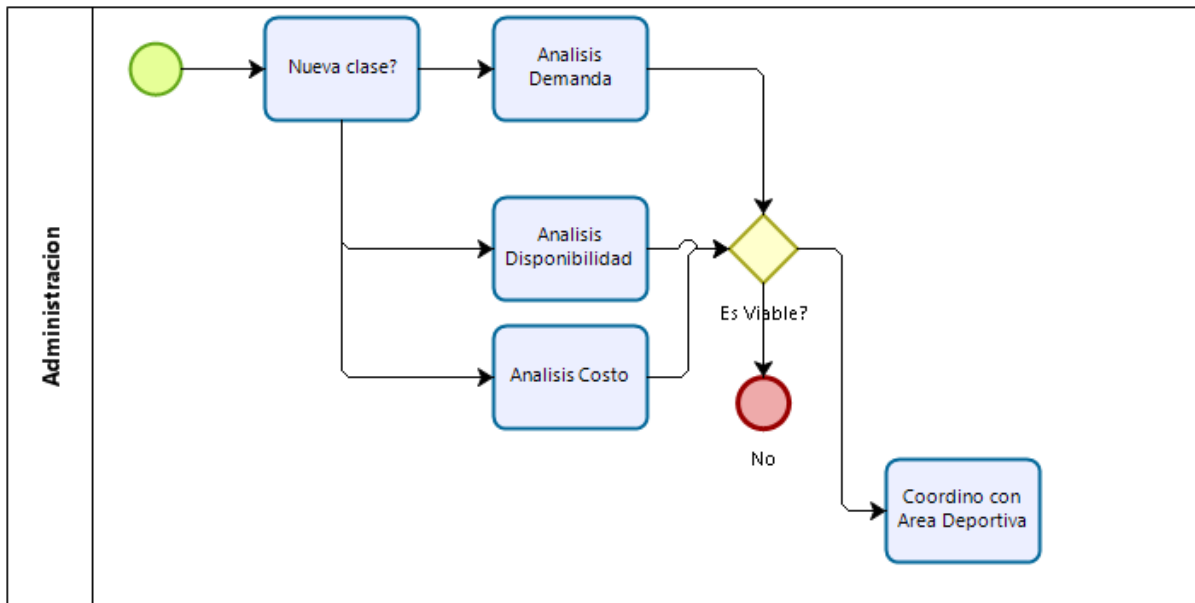 Administracion
Nueva clase?
Analisis
Demanda
Analisis
Disponibilidad
Es Viable?
Analisis Costo
No
Coordino con
Area Deportiva